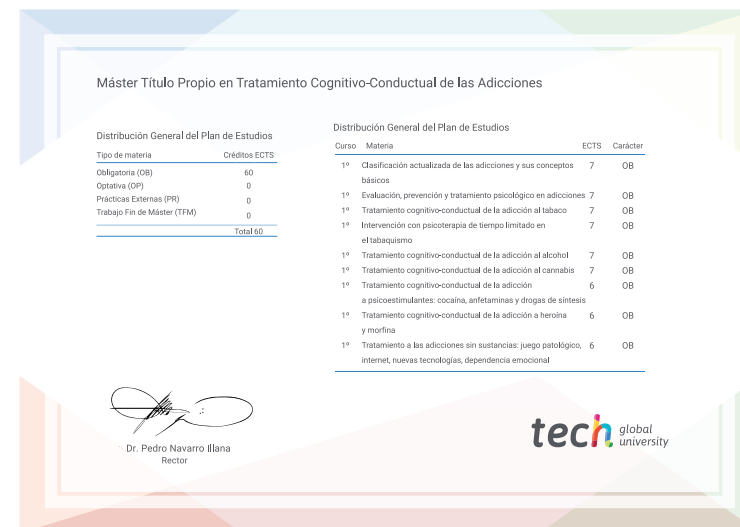 Máster Título Propio en Tratamiento Cognitivo-Conductual de las Adicciones
Distribución General del Plan de Estudios
Tipo de materia Créditos ECTS
Obligatoria (OB) 60
Optativa (OP) 0
Prácticas Externas (PR) 0
Trabajo Fin de Máster (TFM) 0
Total 60
Distribución General del Plan de Estudios
Curso Materia ECTS Carácter
1º Clasificación actualizada de las adicciones y sus conceptos 7 OB
básicos
1º Evaluación, prevención y tratamiento psicológico en adicciones 7 OB
1º Tratamiento cognitivo-conductual de la adicción al tabaco 7 OB
1º Intervención con psicoterapia de tiempo limitado en 7 OB
el tabaquismo
1º Tratamiento cognitivo-conductual de la adicción al alcohol 7 OB
1º Tratamiento cognitivo-conductual de la adicción al cannabis 7 OB
1º Tratamiento cognitivo-conductual de la adicción 6 OB
a psicoestimulantes: cocaína, anfetaminas y drogas de síntesis
1º Tratamiento cognitivo-conductual de la adicción a heroína 6 OB
y morfina
1º Tratamiento a las adicciones sin sustancias: juego patológico, 6 OB
internet, nuevas tecnologías, dependencia emocional
Dr. Pedro Navarro Illana
Rector
tech global
university